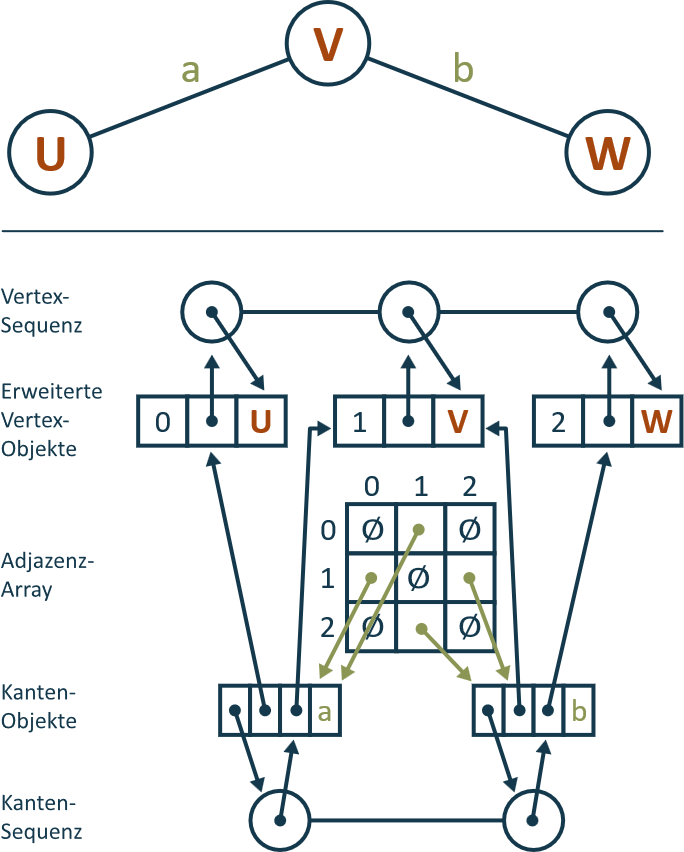 V
a
b
U
W
Vertex-
Sequenz
Erweiterte
Vertex-
Objekte
0 U
1 V
2 W
0 1 2
0 Ø Ø
Adjazenz-
Array
1 Ø
2 Ø Ø
Kanten-
Objekte
a
b
Kanten-
Sequenz